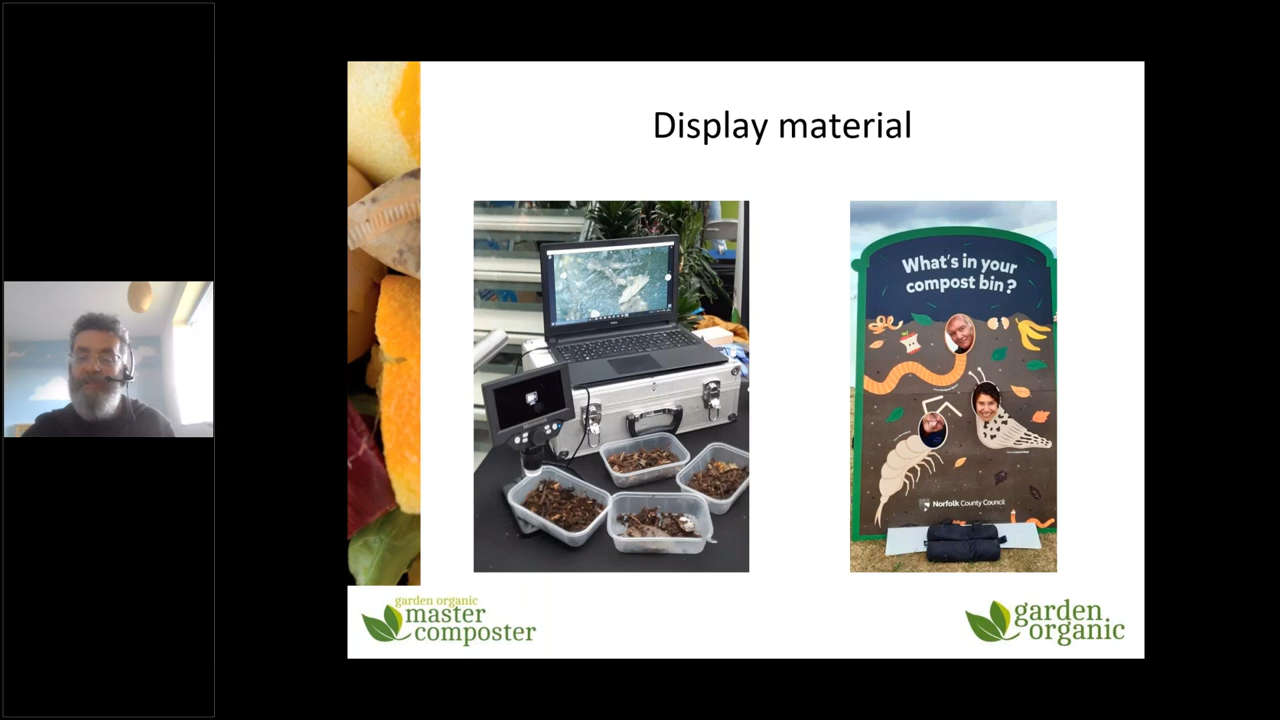 Display material
What's in your
compost bin?
Norfolk County Council
garden organic
master
composter
garden
organic